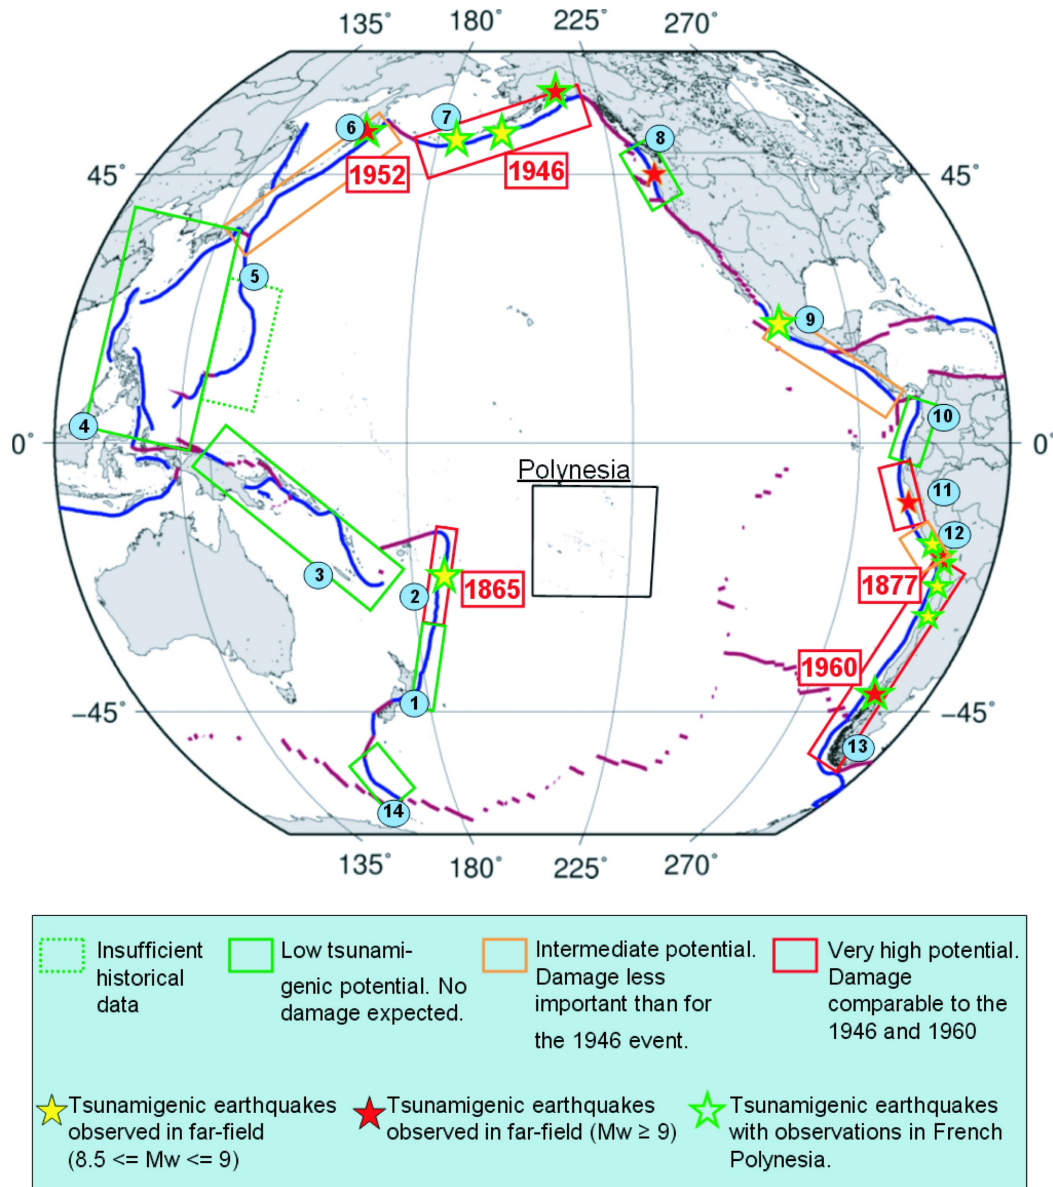 135° 180° 225° 270°
7
6
8
1952
1946
45°
45°
5
9
4
10
0°
0°
Polynesia
11
12
3
2
1865
1877
1960
1
−45°
−45°
13
14
135° 180° 225° 270°
Insufficient
historical
data
Low tsunami-
genic potential. No
damage expected.
Intermediate potential.
Damage less
important than for
the 1946 event.
Very high potential.
Damage
comparable to the
1946 and 1960
Tsunamigenic earthquakes
observed in far-field
(8.5 <= Mw <= 9)
Tsunamigenic earthquakes
observed in far-field (Mw ≥ 9)
Tsunamigenic earthquakes
with observations in French
Polynesia.